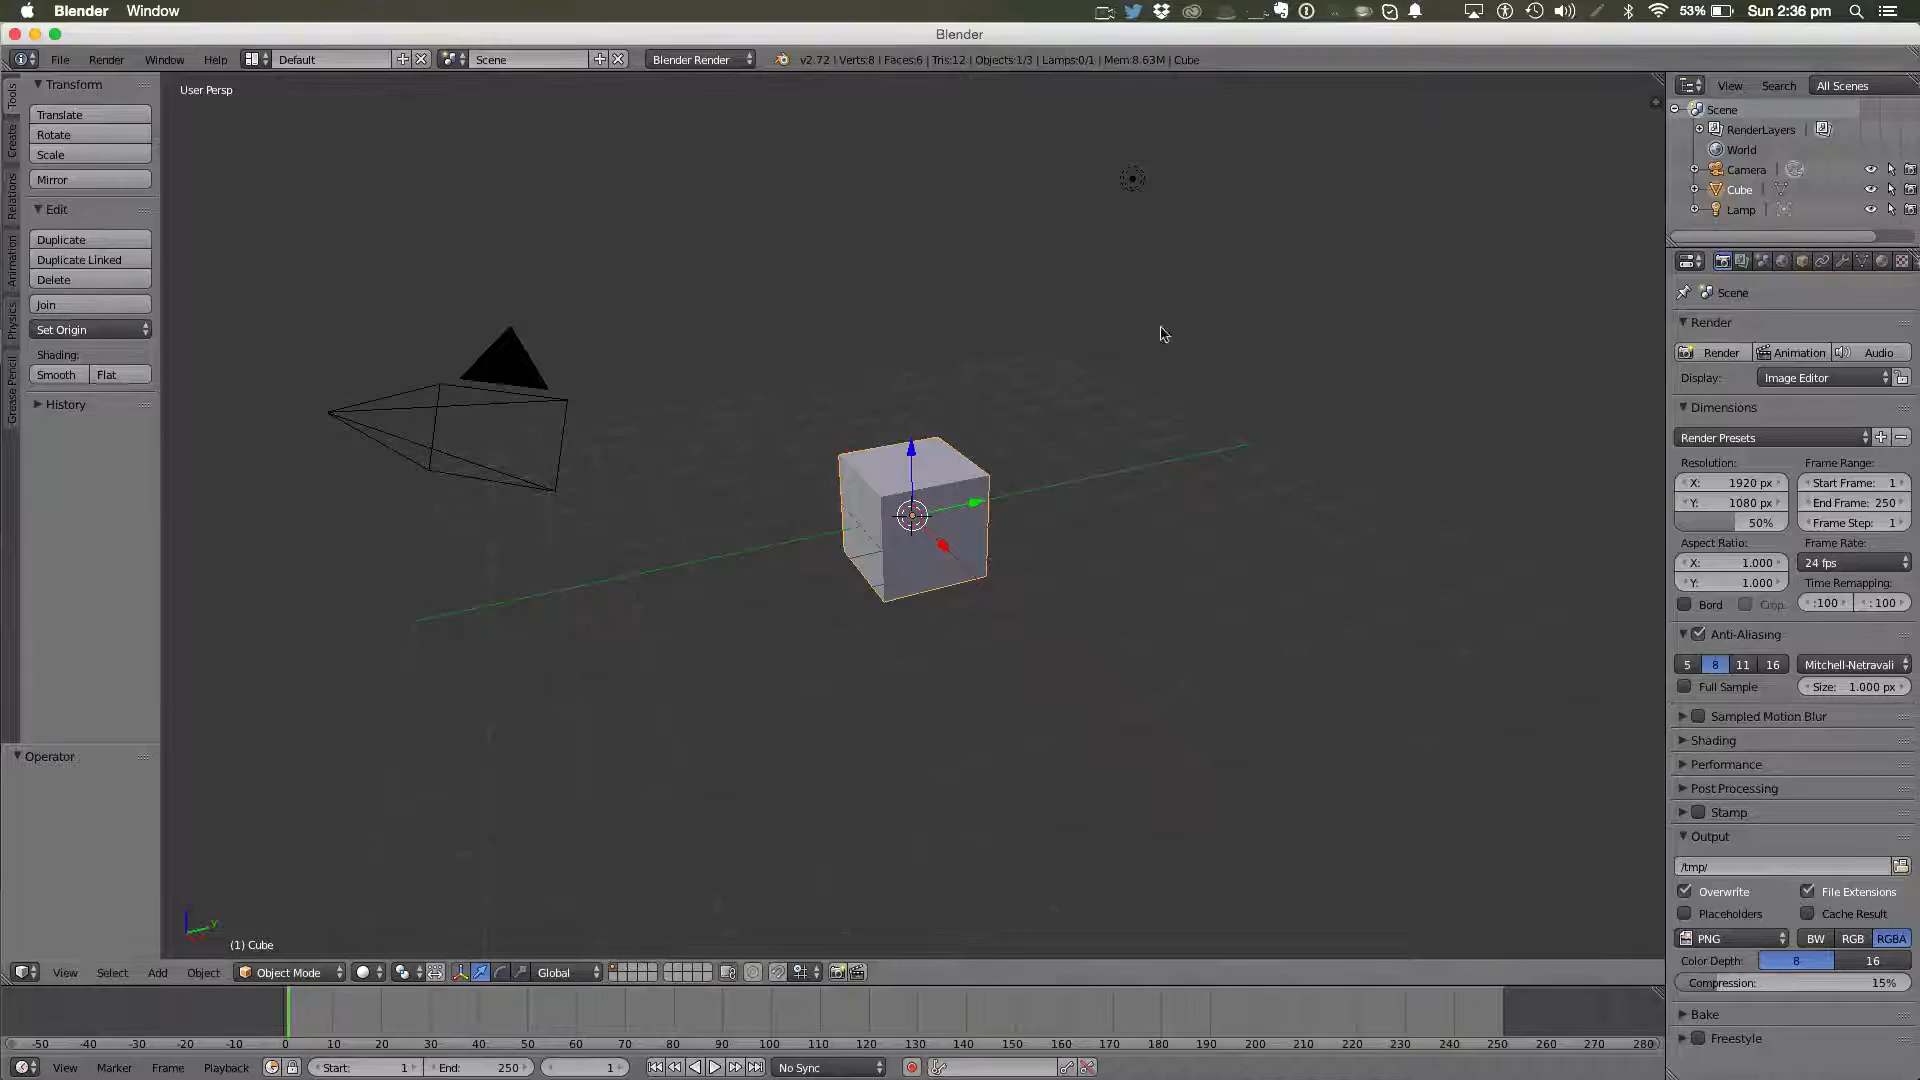 Blender Window 53% Sun 2:36 pm
Blender
File Render Window Help Default Scene Blender Render v2.72 | Verts:8 | Faces:6 | Tris:12 | Objects:1/3 | Lamps:0/1 | Mem:8.63M | Cube
Tools
Create
Relations
Animation
Physics
Grease Pencil
Transform
Translate
Rotate
Scale
Mirror
Edit
Duplicate
Duplicate Linked
Delete
Join
Set Origin
Shading:
Smooth Flat
History
Operator
User Persp
(1) Cube
View Search All Scenes
Scene
RenderLayers
World
Camera
Cube
Lamp
Scene
Render
Render Animation Audio
Display: Image Editor
Dimensions
Render Presets
Resolution: Frame Range:
X: 1920 px Start Frame: 1
Y: 1080 px End Frame: 250
50% Frame Step: 1
Aspect Ratio: Frame Rate:
X: 1.000 24 fps
Y: 1.000 Time Remapping:
Bord Crop :100 :100
Anti-Aliasing
5 8 11 16 Mitchell-Netravali
Full Sample Size: 1.000 px
Sampled Motion Blur
Shading
Performance
Post Processing
Stamp
Output
/tmp/
Overwrite File Extensions
Placeholders Cache Result
PNG BW RGB RGBA
Color Depth: 8 16
Compression: 15%
Bake
Freestyle
View Select Add Object Object Mode Global
-50 -40 -30 -20 -10 0 10 20 30 40 50 60 70 80 90 100 110 120 130 140 150 160 170 180 190 200 210 220 230 240 250 260 270 280
View Marker Frame Playback Start: 1 End: 250 1 No Sync